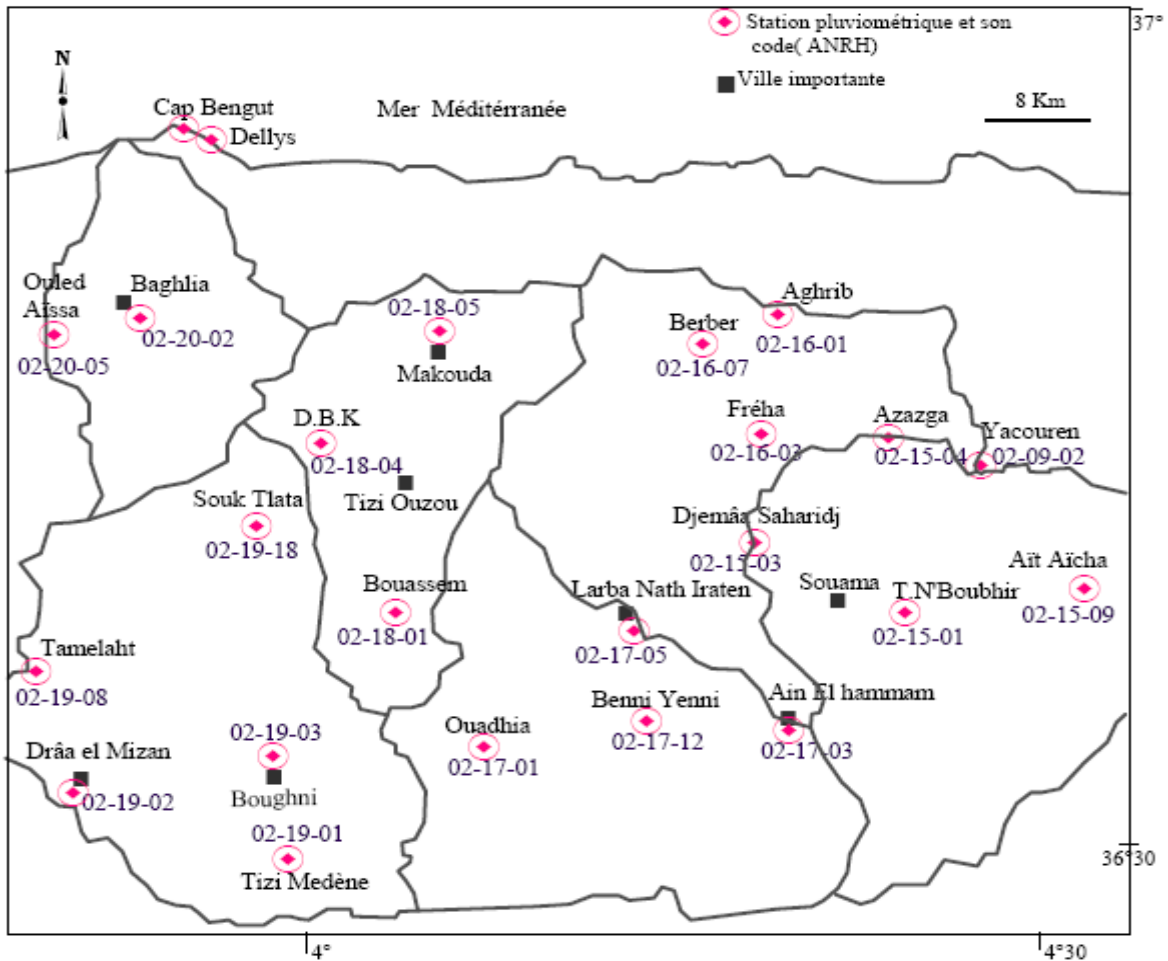 37°
Station pluviométrique et son
code( ANRH)
Ville importante
N
8 Km
Cap Bengut
Mer Méditérranée
Dellys
Ouled
Aïssa
Baghlia
02-20-02
02-20-05
02-18-05
Makouda
Aghrib
Berber
02-16-01
02-16-07
D.B.K
02-18-04
Fréha
02-16-03
Azazga
02-15-04
Yacouren
02-09-02
Tizi Ouzou
Souk Tlata
02-19-18
Djemâa Saharidj
02-15-03
Aït Aïcha
02-15-09
Bouassem
02-18-01
Larba Nath Iraten
02-17-05
Souama
T.N'Boubhir
02-15-01
Tamelaht
02-19-08
Benni Yenni
02-17-12
Ain El hammam
02-17-03
Ouadhia
02-17-01
02-19-03
Boughni
Drâa el Mizan
02-19-02
02-19-01
Tizi Medène
36°30
4°
4°30